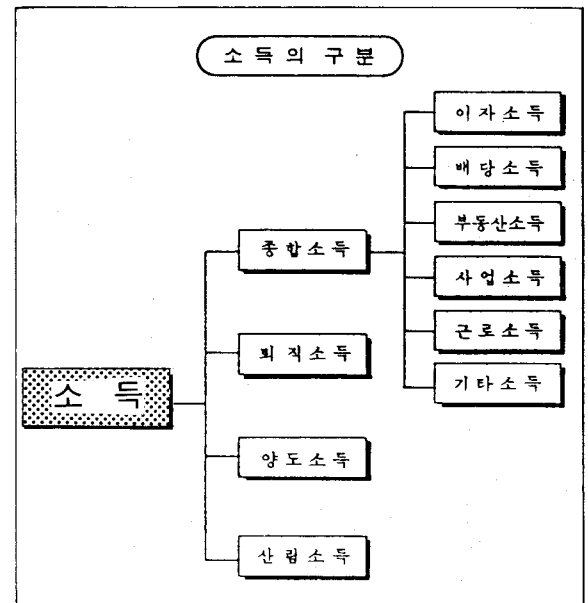 소득의 구분
소 득
종합소득
퇴직소득
양도소득
산림소득
이자소득
배당소득
부동산소득
사업소득
근로소득
기타소득